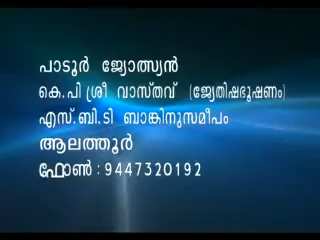 പാടൂർ ജ്യോത്സ്യൻ
കെ.പി ശ്രീ വാസ്തവ് (ജ്യേതിഷഭൂഷണം)
എസ്.ബി.ടി ബാങ്കിനുസമീപം
ആലത്തൂർ
ഫോൺ : 9447320192